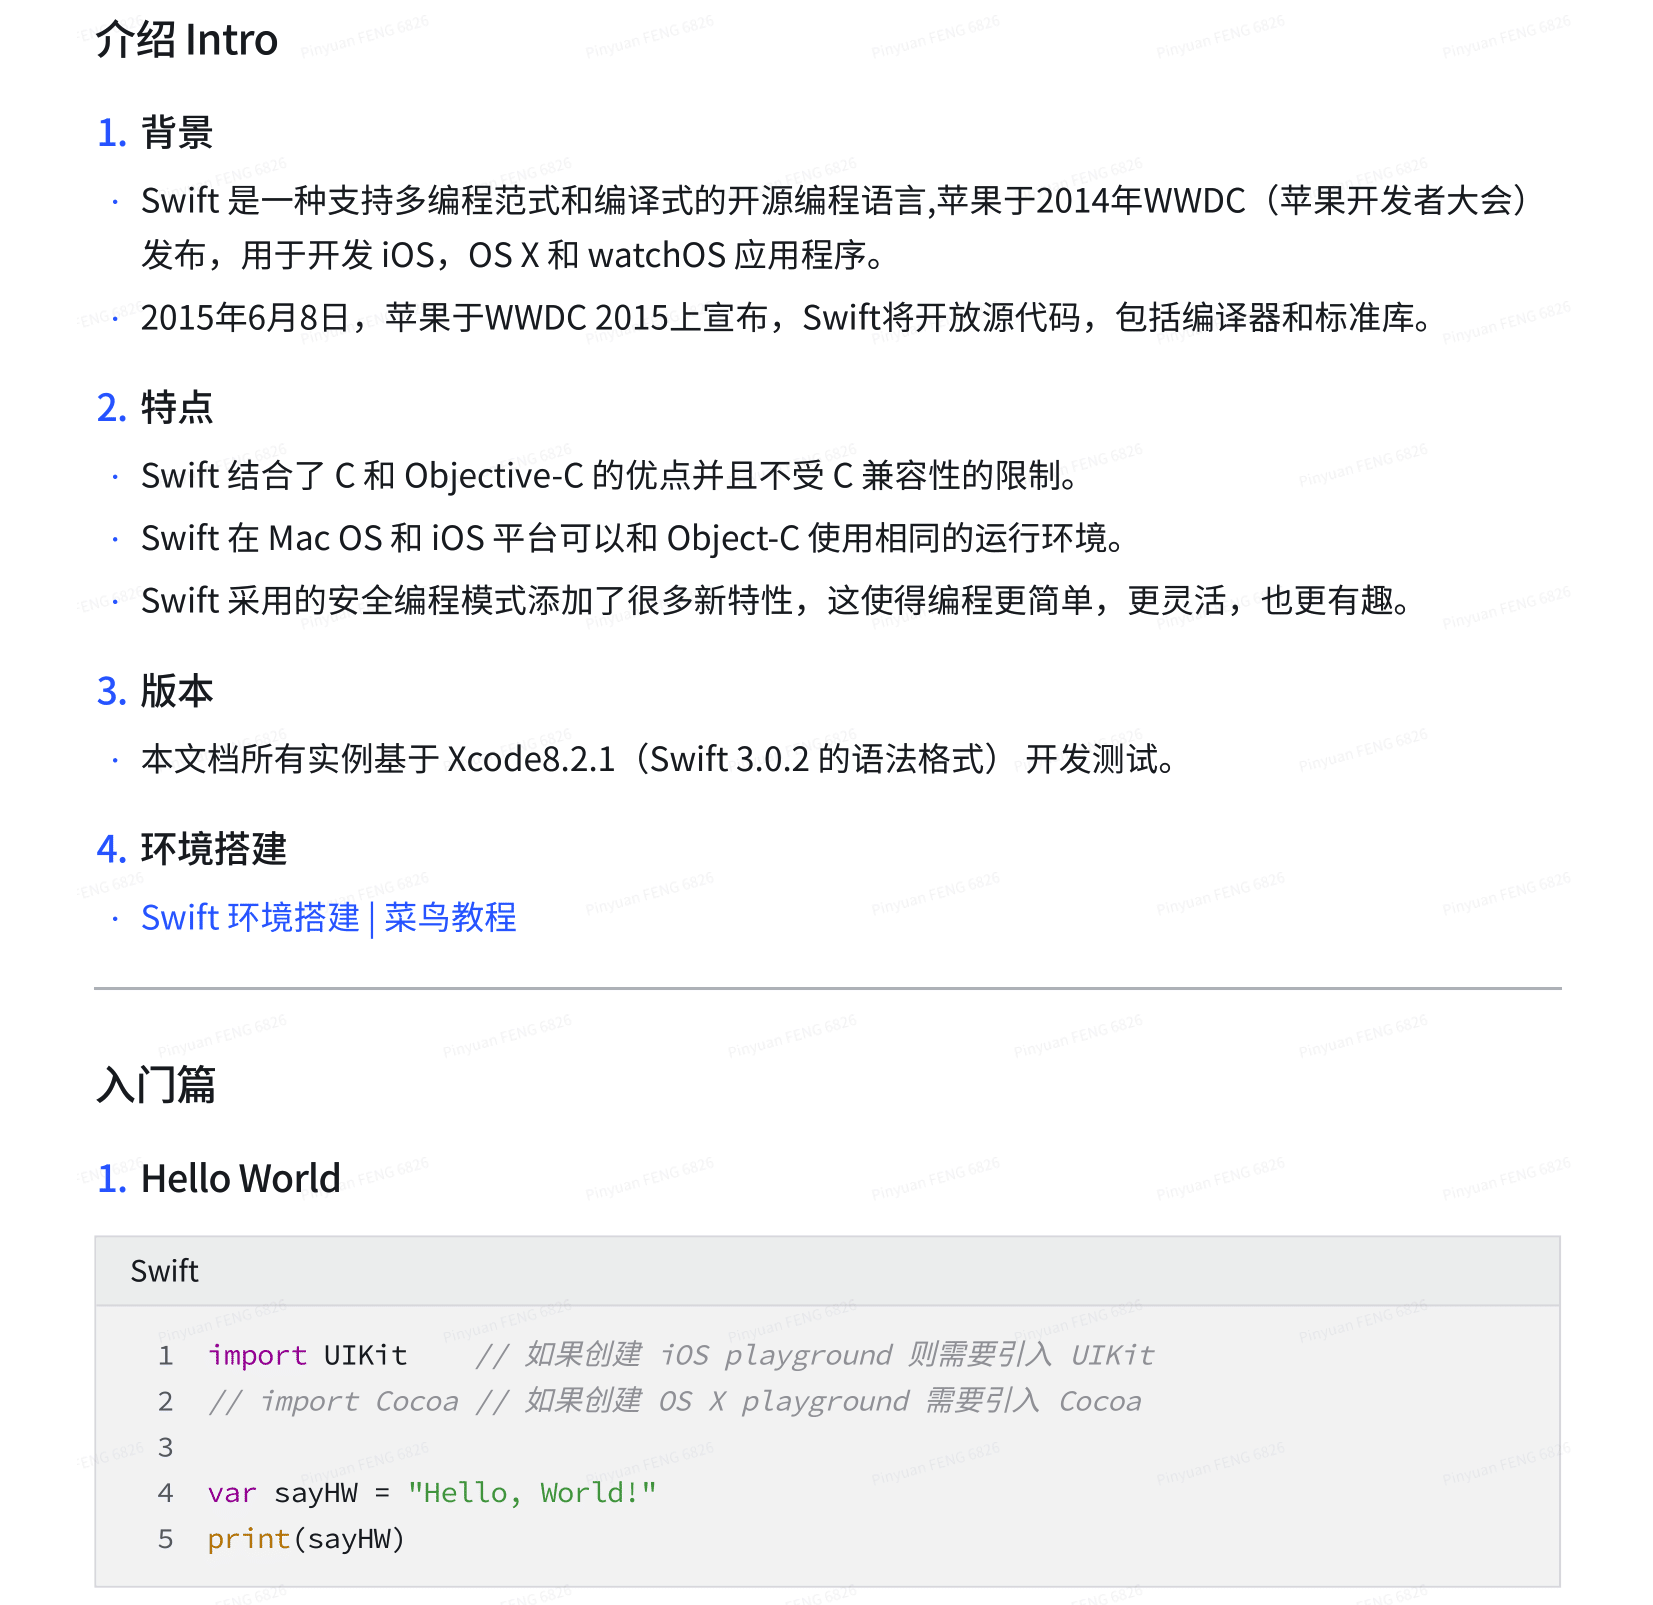 介绍 Intro
1. 背景
· Swift 是一种支持多编程范式和编译式的开源编程语言,苹果于2014年WWDC（苹果开发者大会）
发布，用于开发 iOS，OS X 和 watchOS 应用程序。
· 2015年6月8日，苹果于WWDC 2015上宣布，Swift将开放源代码，包括编译器和标准库。
2. 特点
· Swift 结合了 C 和 Objective-C 的优点并且不受 C 兼容性的限制。
· Swift 在 Mac OS 和 iOS 平台可以和 Object-C 使用相同的运行环境。
· Swift 采用的安全编程模式添加了很多新特性，这使得编程更简单，更灵活，也更有趣。
3. 版本
· 本文档所有实例基于 Xcode8.2.1（Swift 3.0.2 的语法格式） 开发测试。
4. 环境搭建
· Swift 环境搭建 | 菜鸟教程
入门篇
1. Hello World
Swift
1 import UIKit    // 如果创建 iOS playground 则需要引入 UIKit
2 // import Cocoa // 如果创建 OS X playground 需要引入 Cocoa
3
4 var sayHW = "Hello, World!"
5 print(sayHW)
Pinyuan FENG 6826